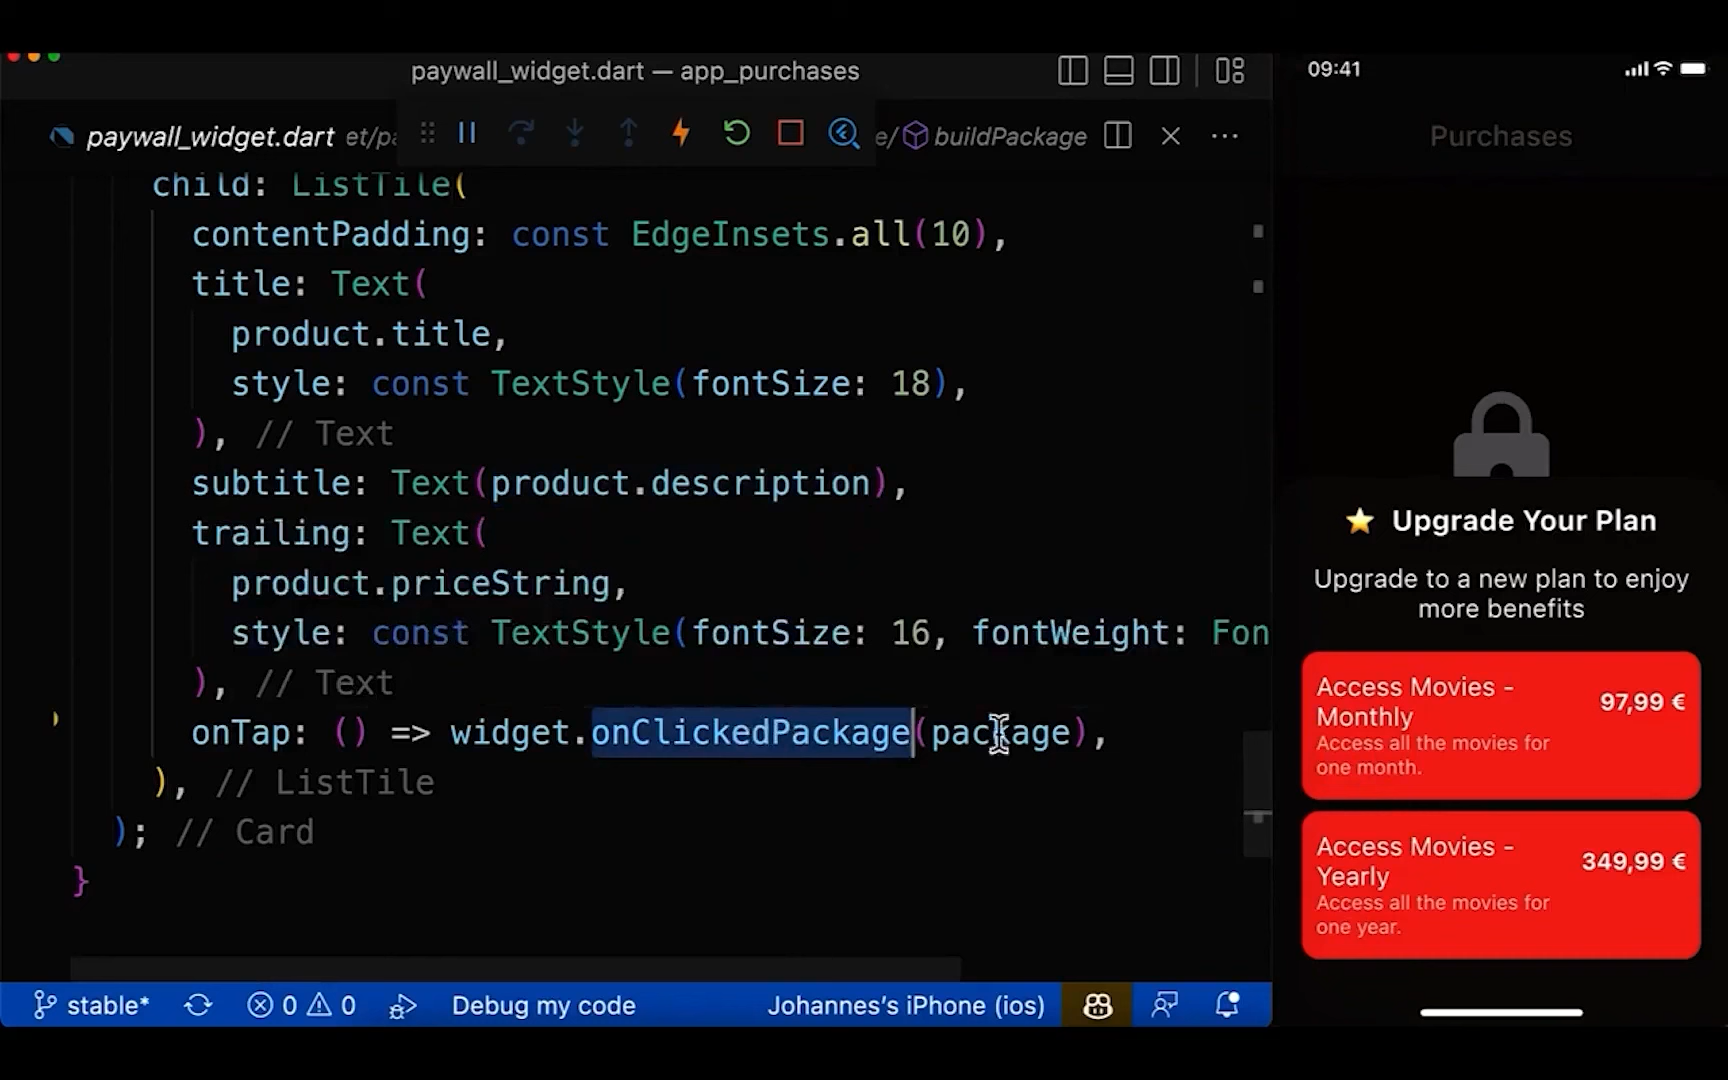 paywall_widget.dart — app_purchases
paywall_widget.dart et/pa
e/ buildPackage
child: ListTile(
contentPadding: const EdgeInsets.all(10),
title: Text(
product.title,
style: const TextStyle(fontSize: 18),
), // Text
subtitle: Text(product.description),
trailing: Text(
product.priceString,
style: const TextStyle(fontSize: 16, fontWeight: Fon
), // Text
onTap: () => widget.onClickedPackage(package),
), // ListTile
); // Card
}
stable* 0 0 Debug my code Johannes's iPhone (ios)
09:41
Purchases
Upgrade Your Plan
Upgrade to a new plan to enjoy
more benefits
Access Movies -
Monthly
97,99 €
Access all the movies for
one month.
Access Movies -
Yearly
349,99 €
Access all the movies for
one year.